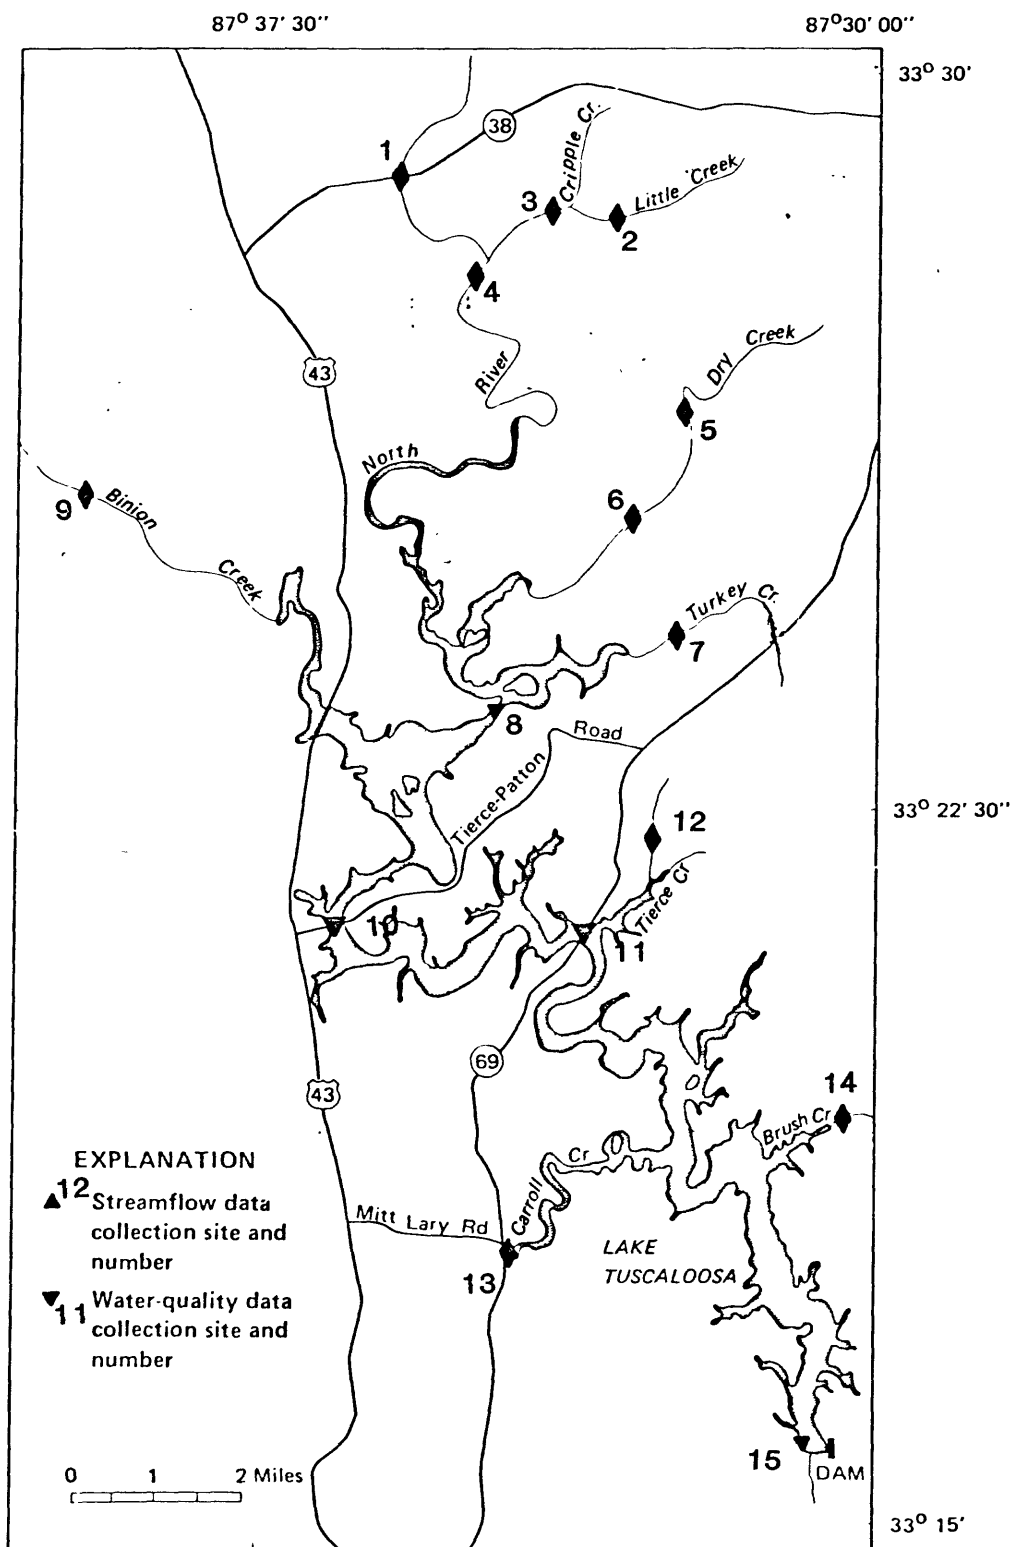 87° 37' 30"
87° 30' 00"
33° 30'
38
1
Cripple Cr.
Little Creek
3
2
4
43
River
Dry Creek
5
North
9
Binion
Creek
6
Turkey Cr.
7
8
Road
Tierce-Patton
33° 22' 30"
12
Tierce Cr
10
11
69
14
43
Brush Cr
EXPLANATION
12 Streamflow data
collection site and
number
11 Water-quality data
collection site and
number
Cr
Carroll
Mitt Lary Rd
13
LAKE
TUSCALOOSA
15
DAM
0 1 2 Miles
33° 15'